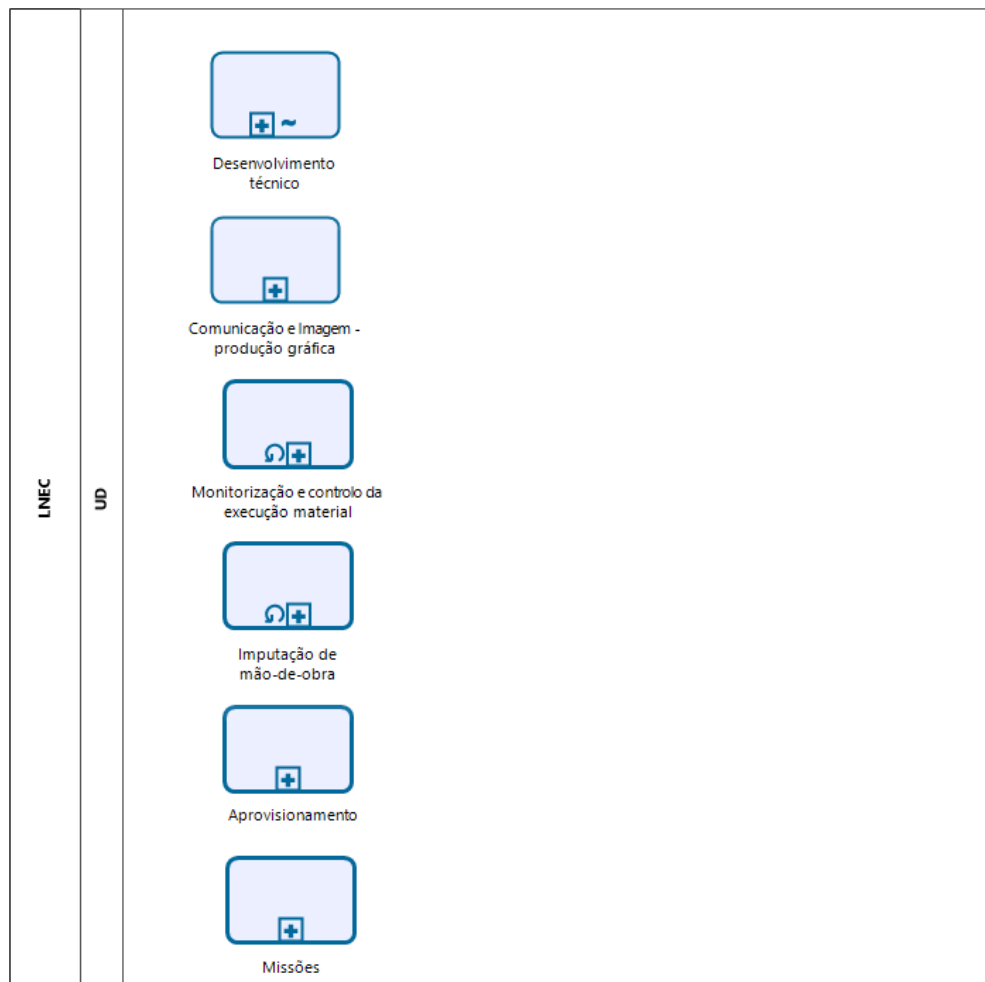 LNEC
UD
Desenvolvimento
técnico
Comunicação e Imagem -
produção gráfica
Monitorização e controlo da
execução material
Imputação de
mão-de-obra
Aprovisionamento
Missões